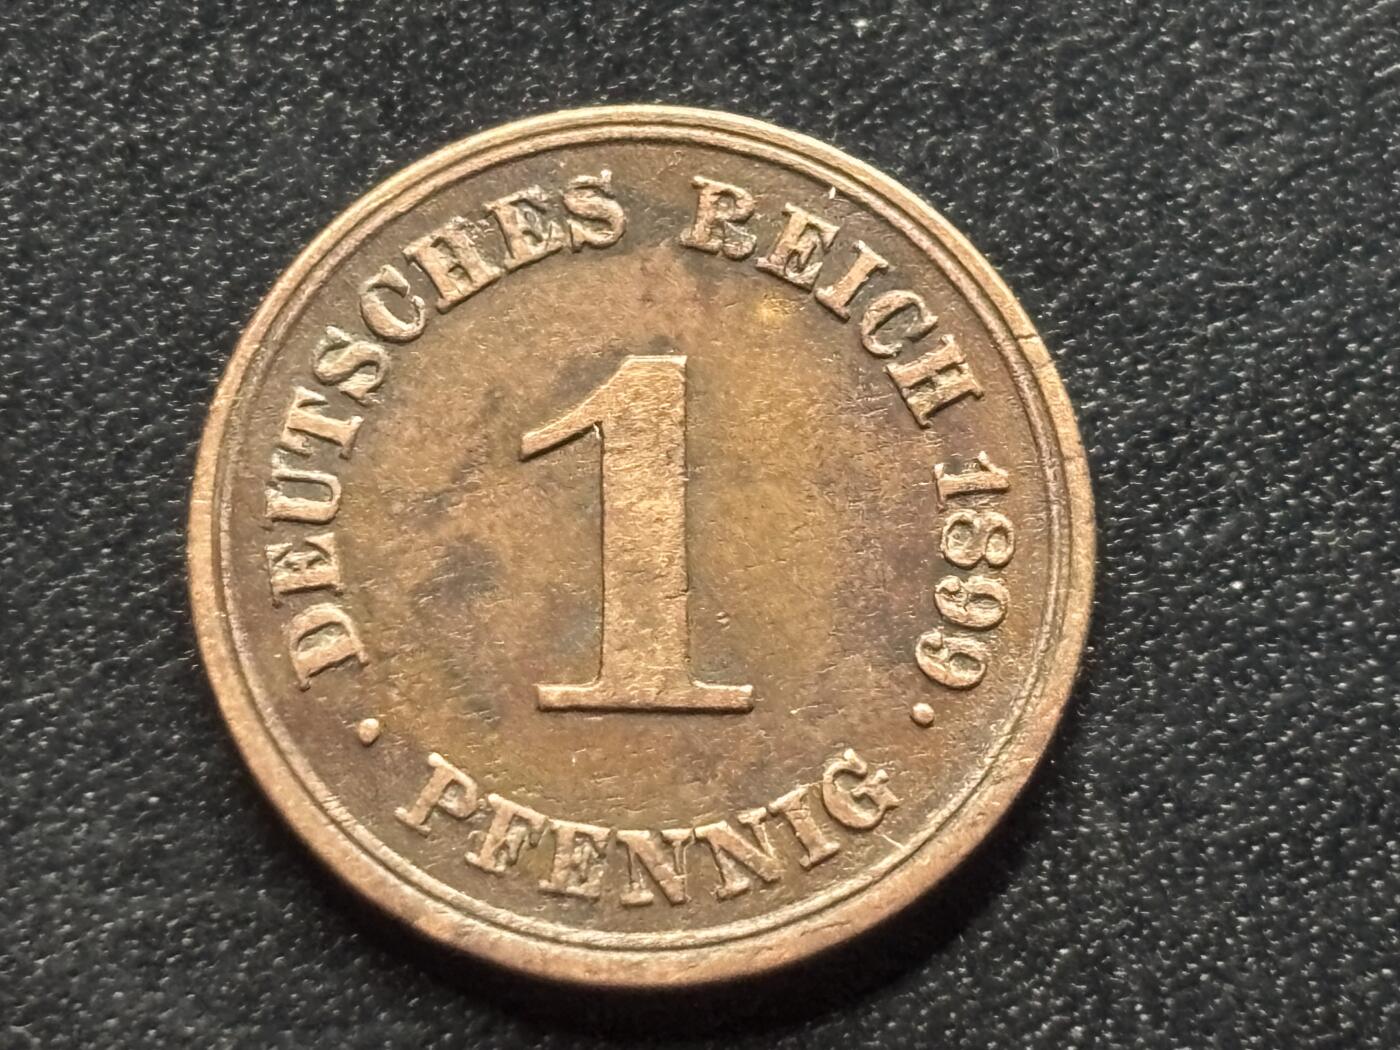 DEUTSCHES REICH 1899
1
PFENNIG